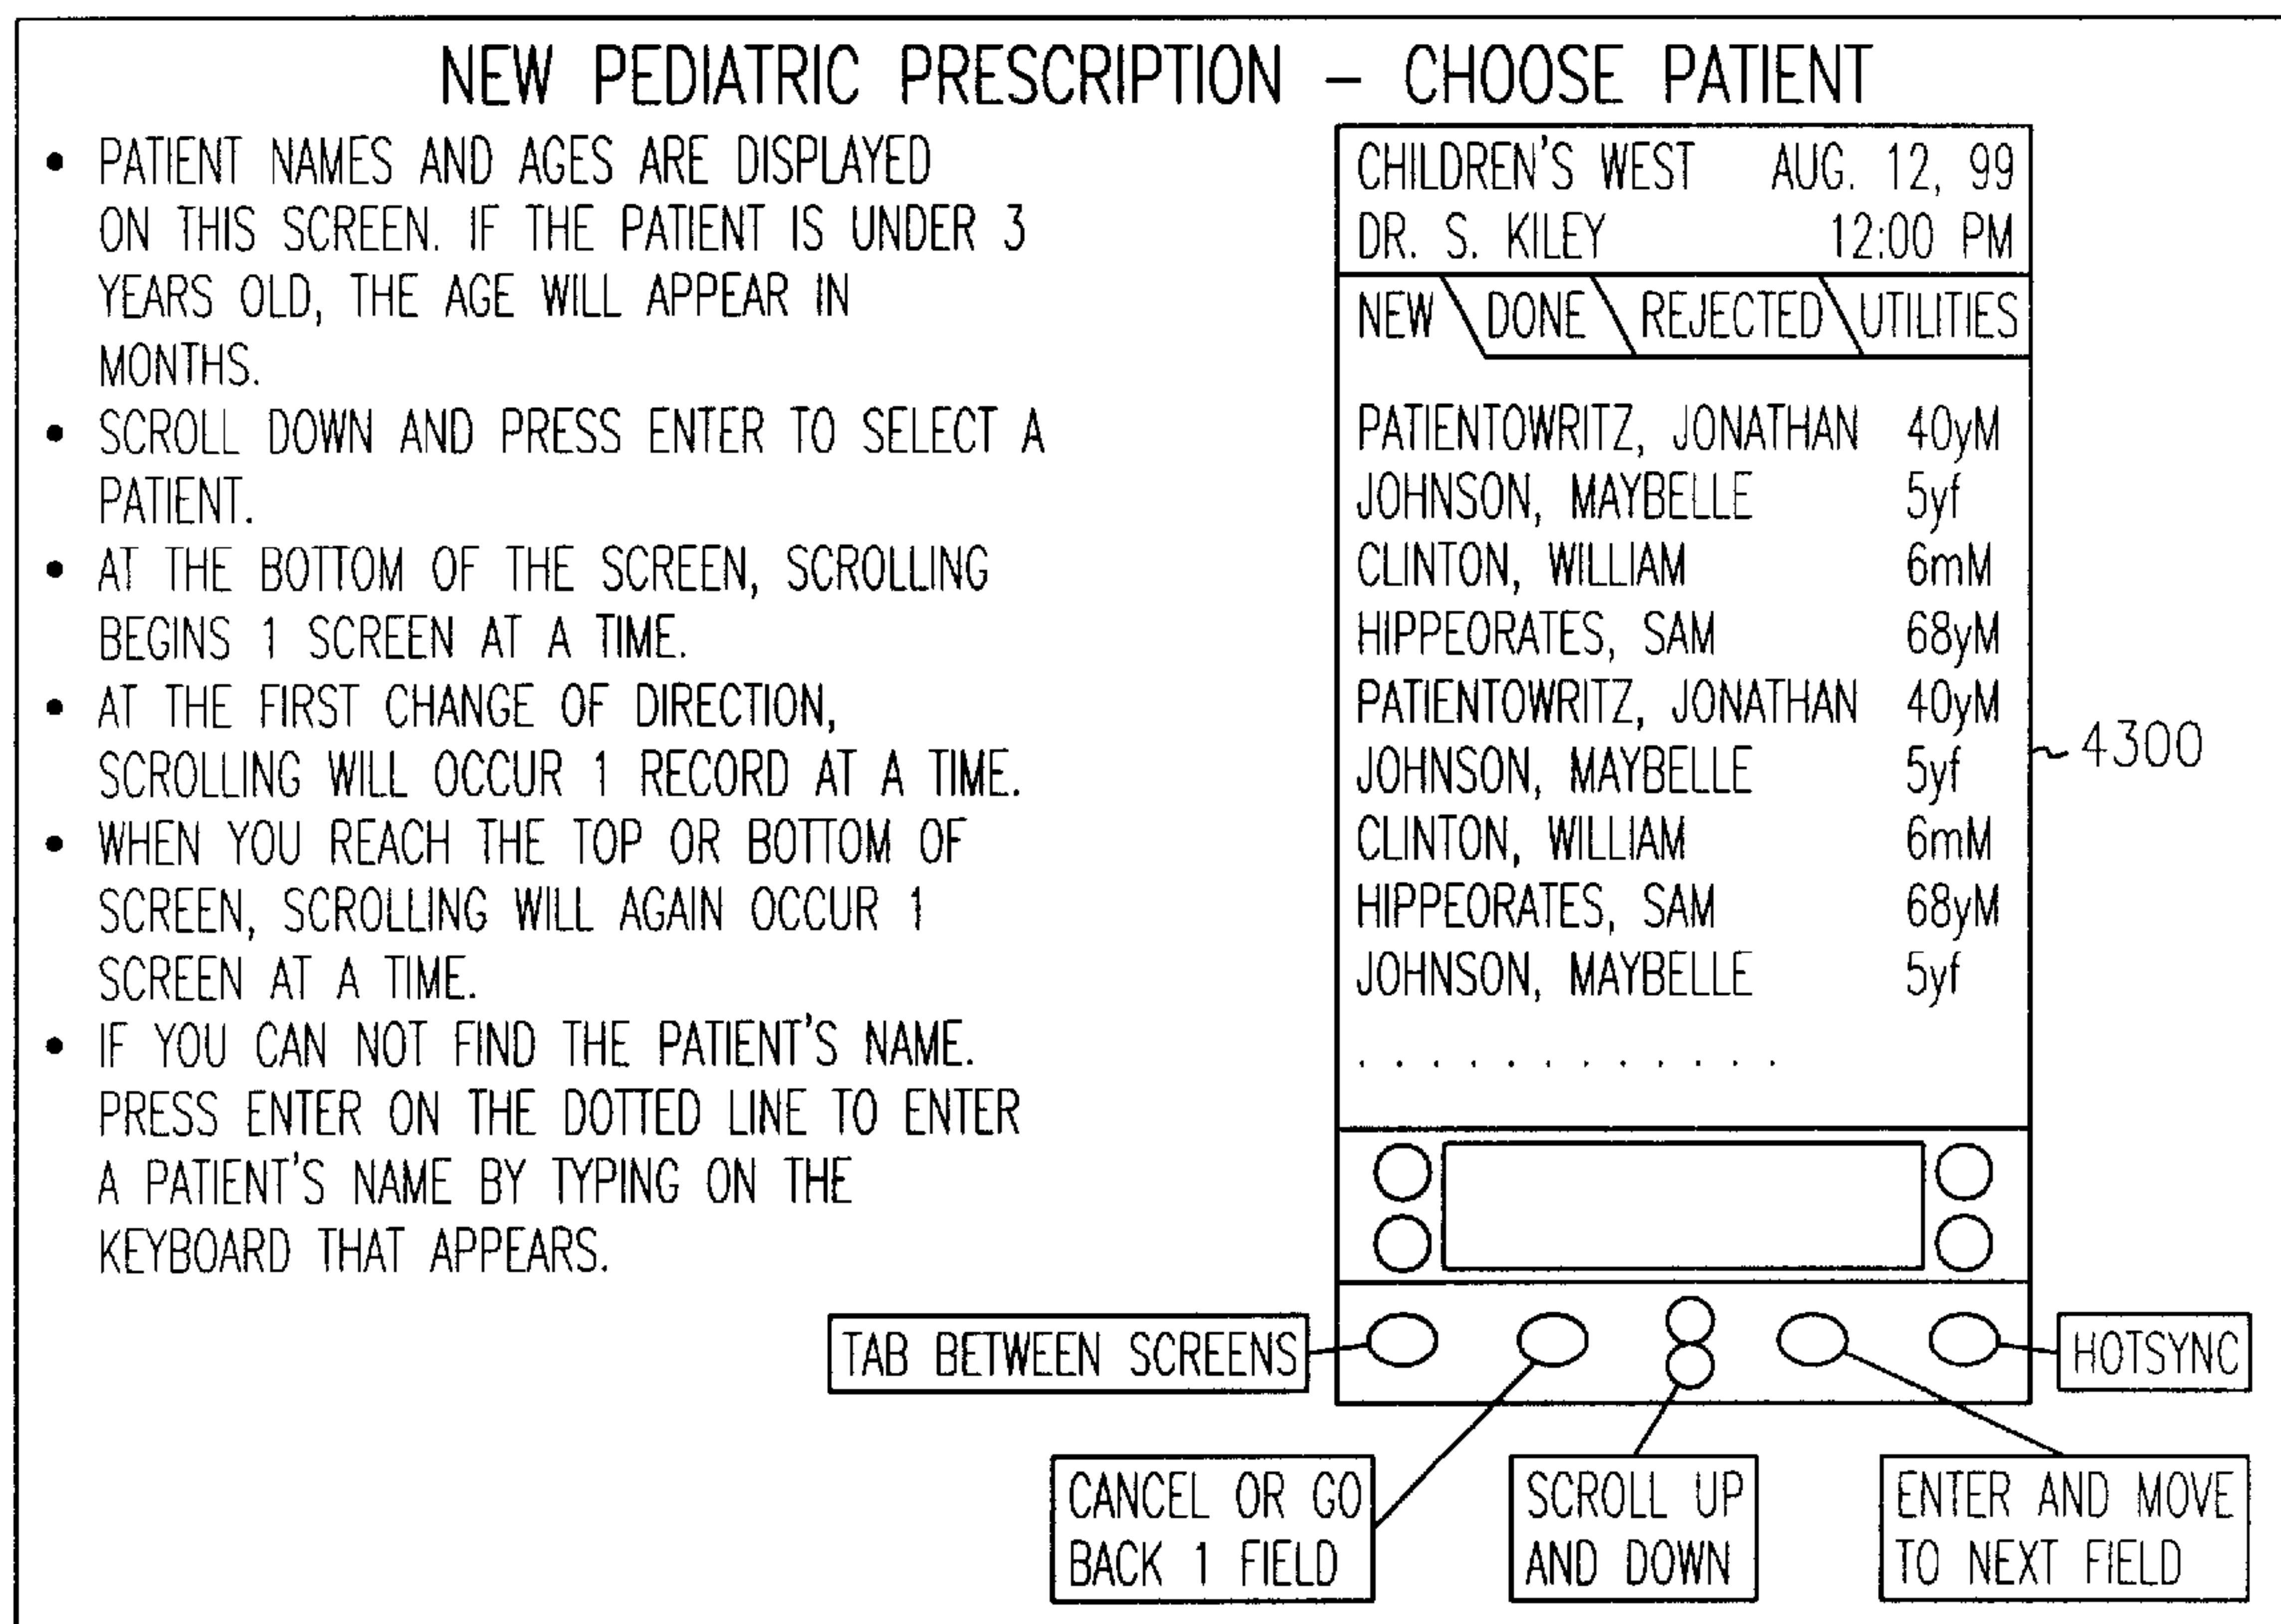 NEW PEDIATRIC PRESCRIPTION – CHOOSE PATIENT
• PATIENT NAMES AND AGES ARE DISPLAYED
ON THIS SCREEN. IF THE PATIENT IS UNDER 3
YEARS OLD, THE AGE WILL APPEAR IN
MONTHS.
• SCROLL DOWN AND PRESS ENTER TO SELECT A
PATIENT.
• AT THE BOTTOM OF THE SCREEN, SCROLLING
BEGINS 1 SCREEN AT A TIME.
• AT THE FIRST CHANGE OF DIRECTION,
SCROLLING WILL OCCUR 1 RECORD AT A TIME.
• WHEN YOU REACH THE TOP OR BOTTOM OF
SCREEN, SCROLLING WILL AGAIN OCCUR 1
SCREEN AT A TIME.
• IF YOU CAN NOT FIND THE PATIENT'S NAME.
PRESS ENTER ON THE DOTTED LINE TO ENTER
A PATIENT'S NAME BY TYPING ON THE
KEYBOARD THAT APPEARS.
CHILDREN'S WEST AUG. 12, 99
DR. S. KILEY 12:00 PM
NEW DONE REJECTED UTILITIES
PATIENTOWRITZ, JONATHAN 40yM
JOHNSON, MAYBELLE 5yf
CLINTON, WILLIAM 6mM
HIPPEORATES, SAM 68yM
PATIENTOWRITZ, JONATHAN 40yM
JOHNSON, MAYBELLE 5yf
CLINTON, WILLIAM 6mM
HIPPEORATES, SAM 68yM
JOHNSON, MAYBELLE 5yf
. . . . . . . . . . . .
4300
TAB BETWEEN SCREENS
HOTSYNC
CANCEL OR GO
BACK 1 FIELD
SCROLL UP
AND DOWN
ENTER AND MOVE
TO NEXT FIELD